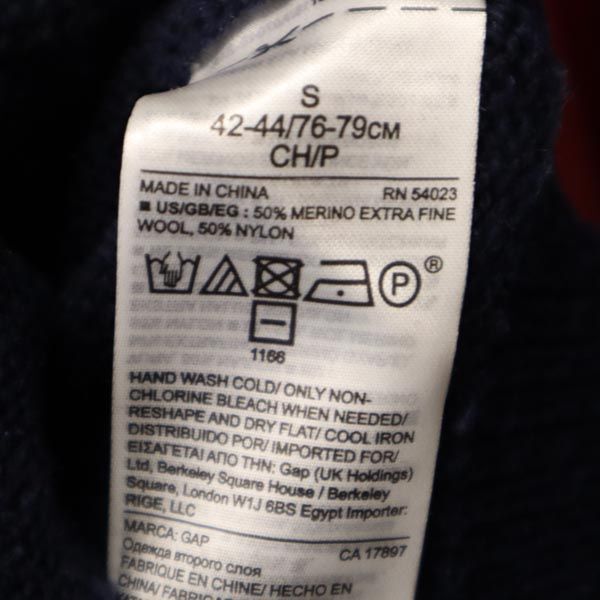 S
42-44/76-79CM
CH/P
MADE IN CHINA RN 54023
■ US/GB/EG : 50% MERINO EXTRA FINE
WOOL, 50% NYLON
P ®
1166
HAND WASH COLD/ ONLY NON-
CHLORINE BLEACH WHEN NEEDED/
RESHAPE AND DRY FLAT/ COOL IRON
DISTRIBUIDO POR/ IMPORTED FOR/
ΕΙΣΑΓΕΤΑΙ ΑΠΟ ΤΗΝ: Gap (UK Holdings)
Ltd, Berkeley Square House / Berkeley
Square, London W1J 6BS Egypt Importer:
RIGE, LLC
MARCA: GAP CA 17897
Одежда второго слоя
FABRIQUE EN CHINE/ HECHO EN
CHINA/ FABRICADO